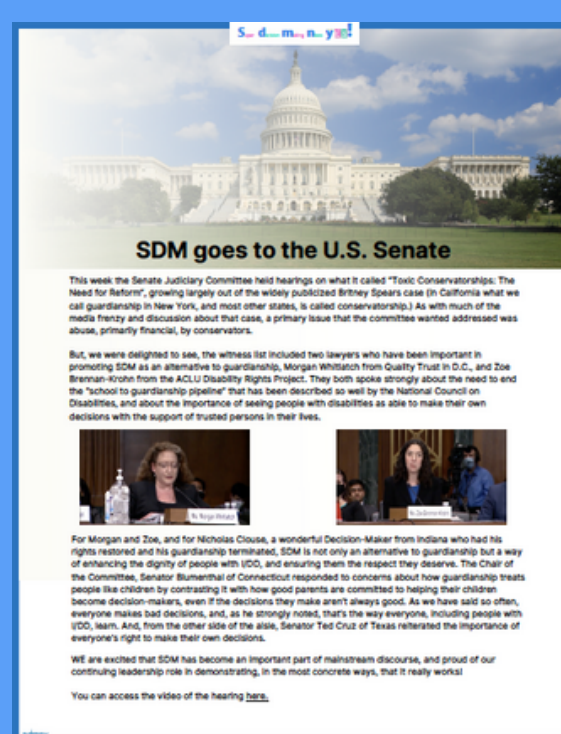 SDM goes to the U.S. Senate
This week the Senate Judiciary Committee held hearings on what it called "Toxic Conservatorships: The
Need for Reform", growing largely out of the widely publicized Britney Spears case (in California what we
call guardianship in New York, and most other states, is called conservatorship.) As with much of the
media frenzy and discussion about that case, a primary issue that the committee wanted addressed was
abuse, primarily financial, by conservators.
But, we were delighted to see, the witness list included two lawyers who have been important in
promoting SDM as an alternative to guardianship, Morgan Whitlatch from Quality Trust in D.C., and Zoe
Brennan-Krohn from the ACLU Disability Rights Project. They both spoke strongly about the need to end
the "school to guardianship pipeline" that has been described so well by the National Council on
Disabilities, and about the importance of seeing people with disabilities as able to make their own
decisions with the support of trusted persons in their lives.
Ms. Morgan Whitlatch
Ms. Zoe Brennan-Krohn
For Morgan and Zoe, and for Nicholas Clouse, a wonderful Decision-Maker from Indiana who had his
rights restored and his guardianship terminated, SDM is not only an alternative to guardianship but a way
of enhancing the dignity of people with I/DD, and ensuring them the respect they deserve. The Chair of
the Committee, Senator Blumenthal of Connecticut responded to concerns about how guardianship treats
people like children by contrasting it with how good parents are committed to helping their children
become decision-makers, even if the decisions they make aren't always good. As we have said so often,
everyone makes bad decisions, and, as he strongly noted, that's the way everyone, including people with
I/DD, learn. And, from the other side of the aisle, Senator Ted Cruz of Texas reiterated the importance of
everyone's right to make their own decisions.
WE are excited that SDM has become an important part of mainstream discourse, and proud of our
continuing leadership role in demonstrating, in the most concrete ways, that it really works!
You can access the video of the hearing here.